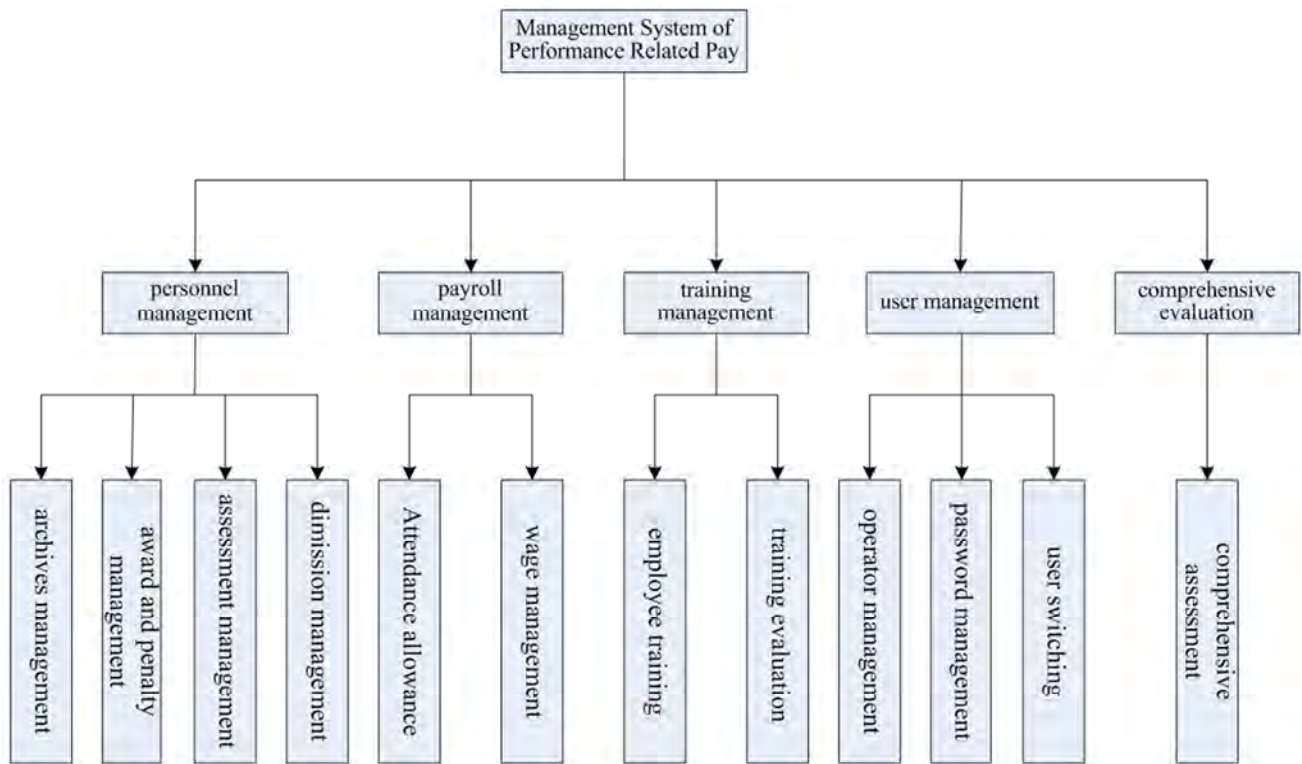 Management System of
Performance Related Pay
personnel
management
payroll
management
training
management
user management
comprehensive
evaluation
archives management
award and penalty
management
assessment management
dimission management
Attendance allowance
wage management
employee training
training evaluation
operator management
password management
user switching
comprehensive
assessment